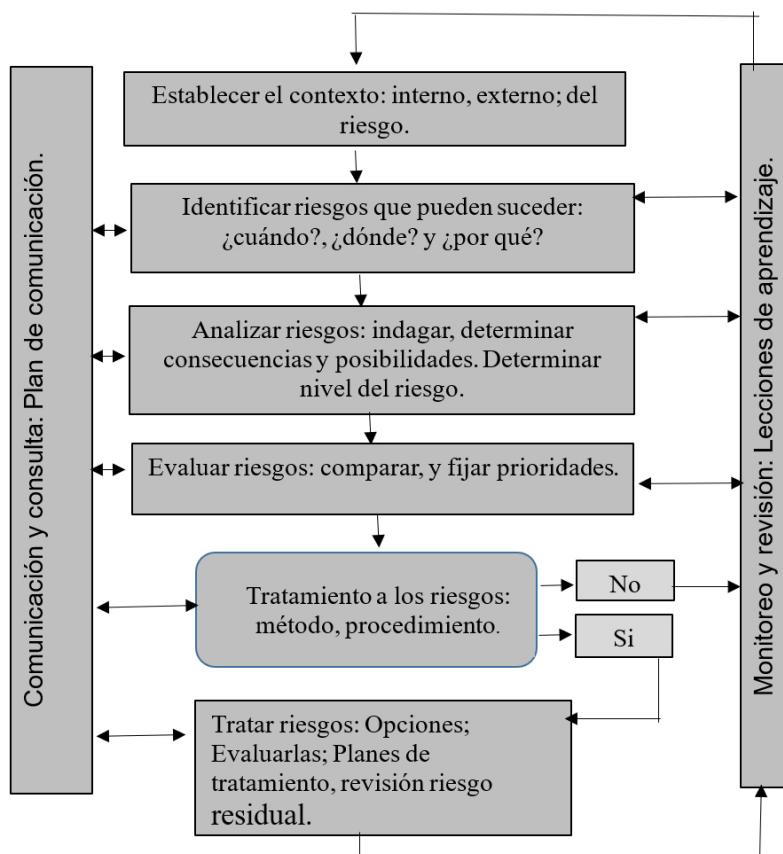 Comunicación y consulta: Plan de comunicación.
Establecer el contexto: interno, externo; del
riesgo.
Identificar riesgos que pueden suceder:
¿cuándo?, ¿dónde? y ¿por qué?
Analizar riesgos: indagar, determinar
consecuencias y posibilidades. Determinar
nivel del riesgo.
Evaluar riesgos: comparar, y fijar prioridades.
Tratamiento a los riesgos:
método, procedimiento.
No
Si
Tratar riesgos: Opciones;
Evaluarlas; Planes de
tratamiento, revisión riesgo
residual.
Monitoreo y revisión: Lecciones de aprendizaje.